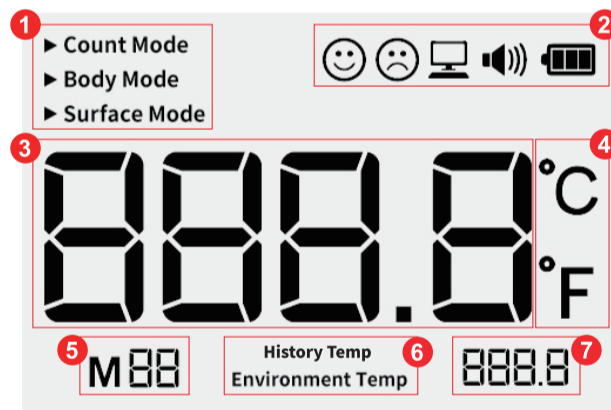 1
► Count Mode
► Body Mode
► Surface Mode
2
3
888.8
4
°C
°F
5
M88
History Temp
Environment Temp
6
7
888.8